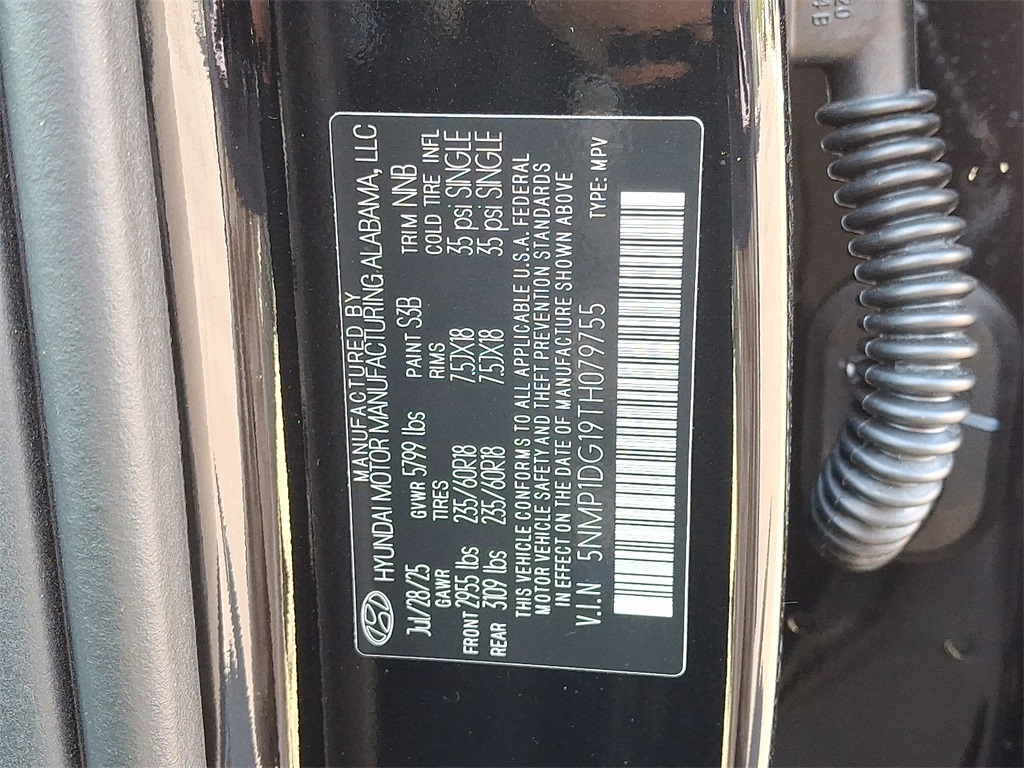 MANUFACTURED BY
HYUNDAI MOTOR MANUFACTURING ALABAMA, LLC
JUL/28/25 GVWR 5799 lbs PAINT S3B TRIM NNB
GAWR TIRES RIMS COLD TIRE INFL
FRONT 2955 lbs 235/60R18 7.5JX18 35 psi SINGLE
REAR 3109 lbs 235/60R18 7.5JX18 35 psi SINGLE
THIS VEHICLE CONFORMS TO ALL APPLICABLE U.S.A. FEDERAL
MOTOR VEHICLE SAFETY AND THEFT PREVENTION STANDARDS
IN EFFECT ON THE DATE OF MANUFACTURE SHOWN ABOVE
V.I.N 5NMP1DG19TH079755 TYPE: MPV